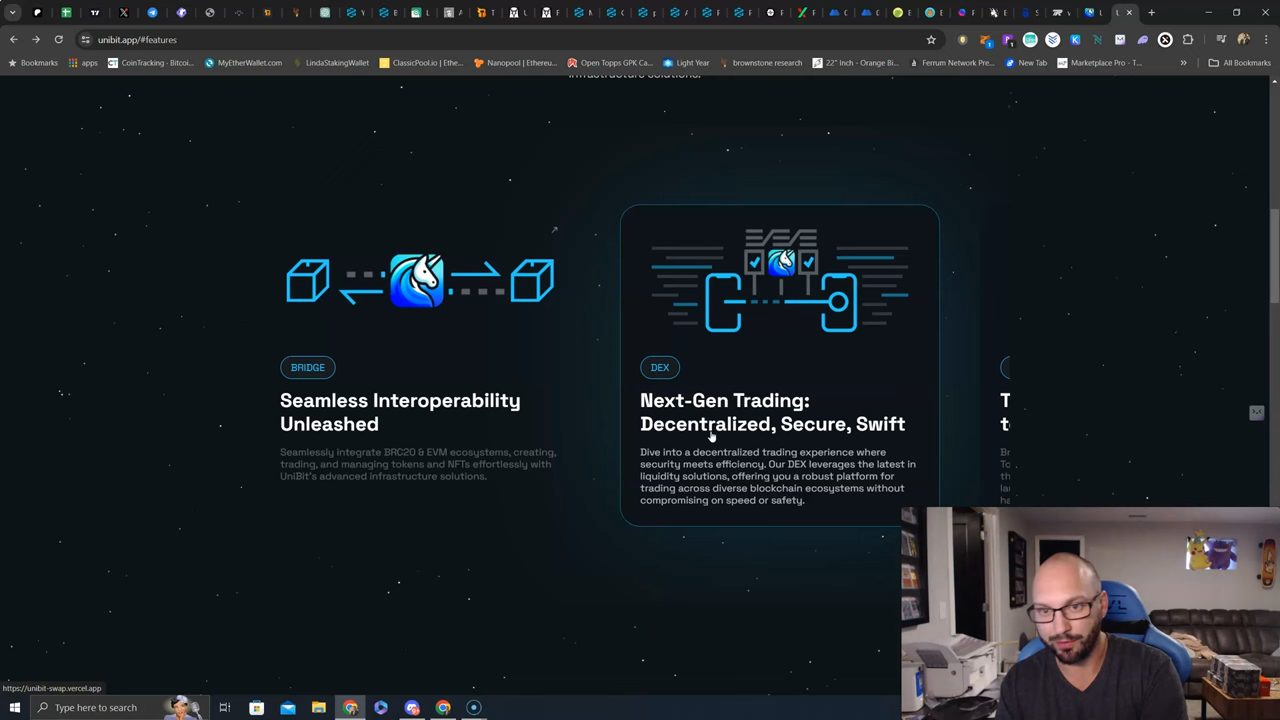 unibit.app/#features
Bookmarks
apps
CoinTracking - Bitcoi...
MyEtherWallet.com
LindaStakingWallet
ClassicPool.io | Ethe...
Nanopool | Ethereu...
Open Topps GPK Ca...
Light Year
brownstone research
22" Inch - Orange Bi...
Ferrum Network Pre...
New Tab
Marketplace Pro - T...
All Bookmarks
infrastructure solutions.
BRIDGE
Seamless Interoperability
Unleashed
Seamlessly integrate BRC20 & EVM ecosystems, creating,
trading, and managing tokens and NFTs effortlessly with
UniBit's advanced infrastructure solutions.
DEX
Next-Gen Trading:
Decentralized, Secure, Swift
Dive into a decentralized trading experience where
security meets efficiency. Our DEX leverages the latest in
liquidity solutions, offering you a robust platform for
trading across diverse blockchain ecosystems without
compromising on speed or safety.
https://unibit-swap.vercel.app
Type here to search